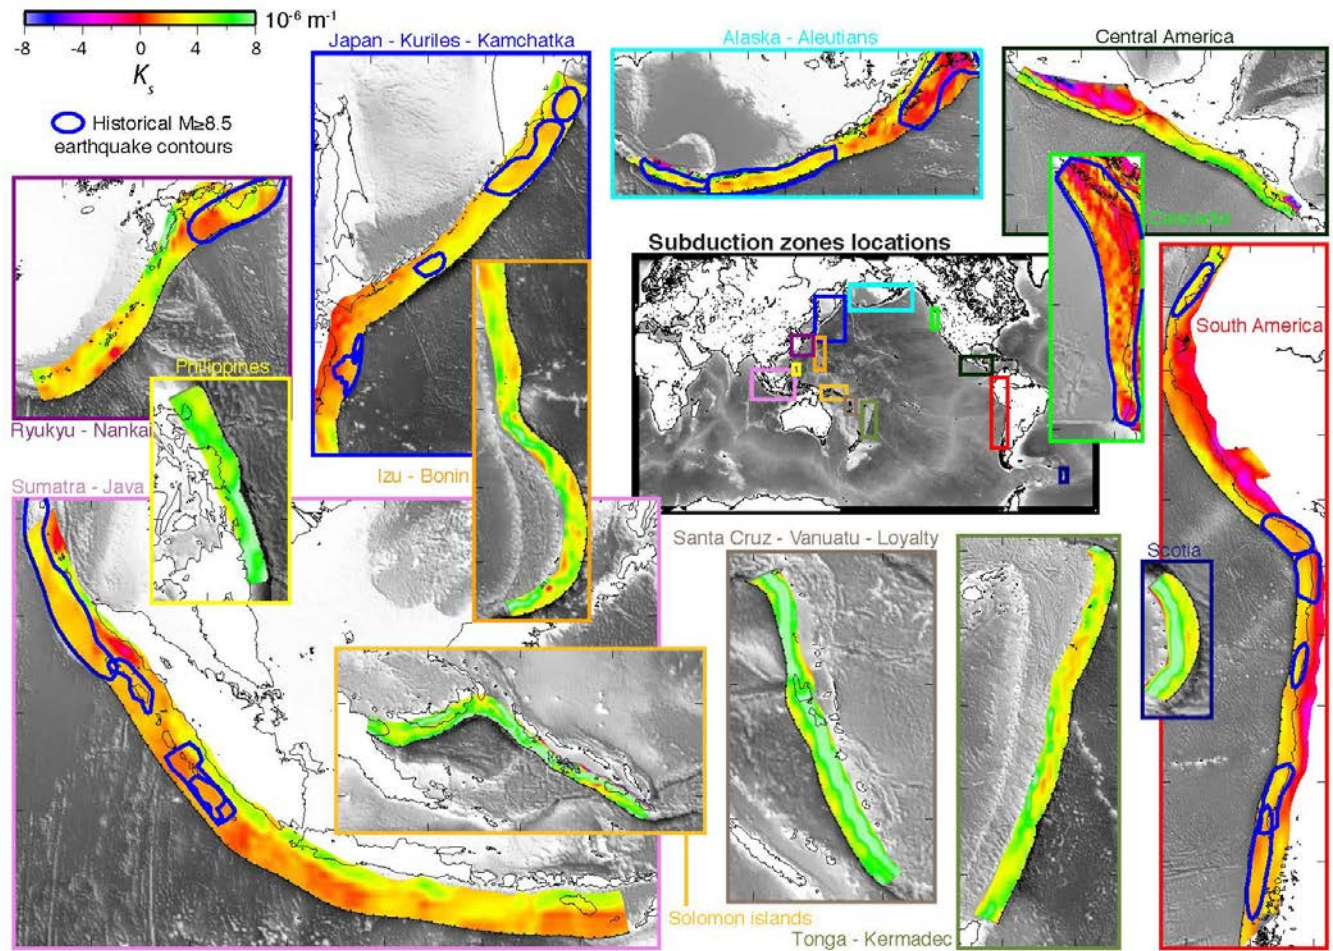 10⁻⁶ m⁻¹
-8 -4 0 4 8
Kₛ
Historical M≥8.5
earthquake contours
Japan - Kuriles - Kamchatka
Alaska - Aleutians
Central America
Cascadia
Subduction zones locations
South America
Philippines
Ryukyu - Nankai
Izu - Bonin
Sumatra - Java
Santa Cruz - Vanuatu - Loyalty
Scotia
Solomon islands
Tonga - Kermadec